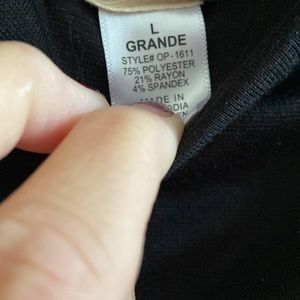 L
GRANDE
STYLE# OP-1611
75% POLYESTER
21% RAYON
4% SPANDEX
MADE IN